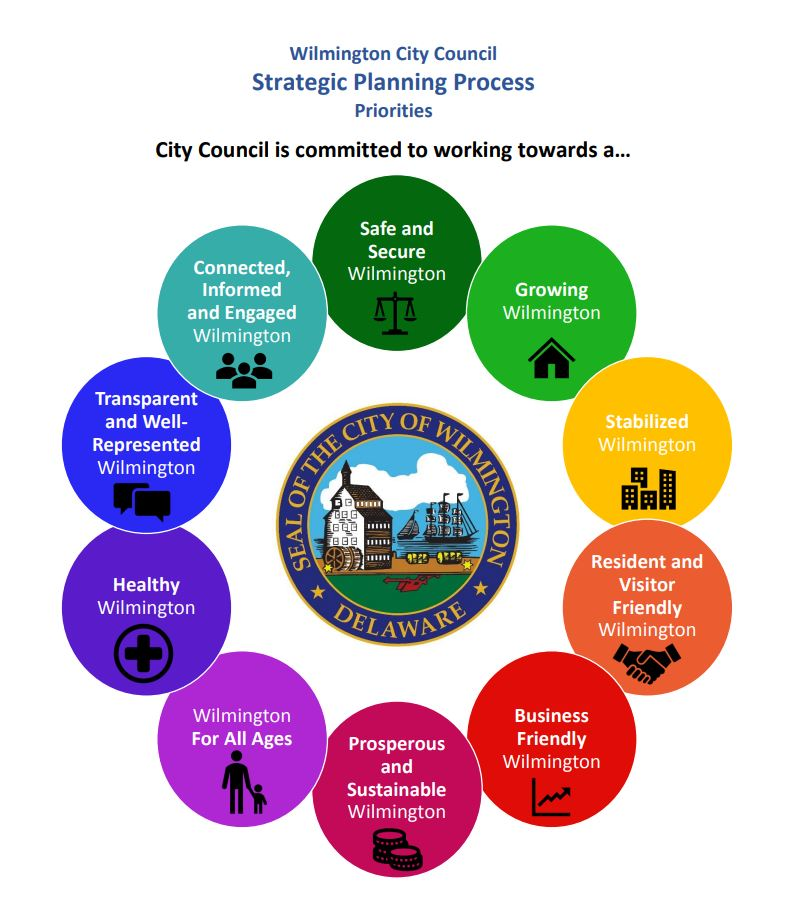 Wilmington City Council
Strategic Planning Process
Priorities
City Council is committed to working towards a...
Safe and
Secure
Wilmington
Growing
Wilmington
Stabilized
Wilmington
Resident and
Visitor
Friendly
Wilmington
Business
Friendly
Wilmington
Prosperous
and
Sustainable
Wilmington
Wilmington
For All Ages
Healthy
Wilmington
Transparent
and Well-
Represented
Wilmington
Connected,
Informed
and Engaged
Wilmington
SEAL OF THE CITY OF WILMINGTON
DELAWARE